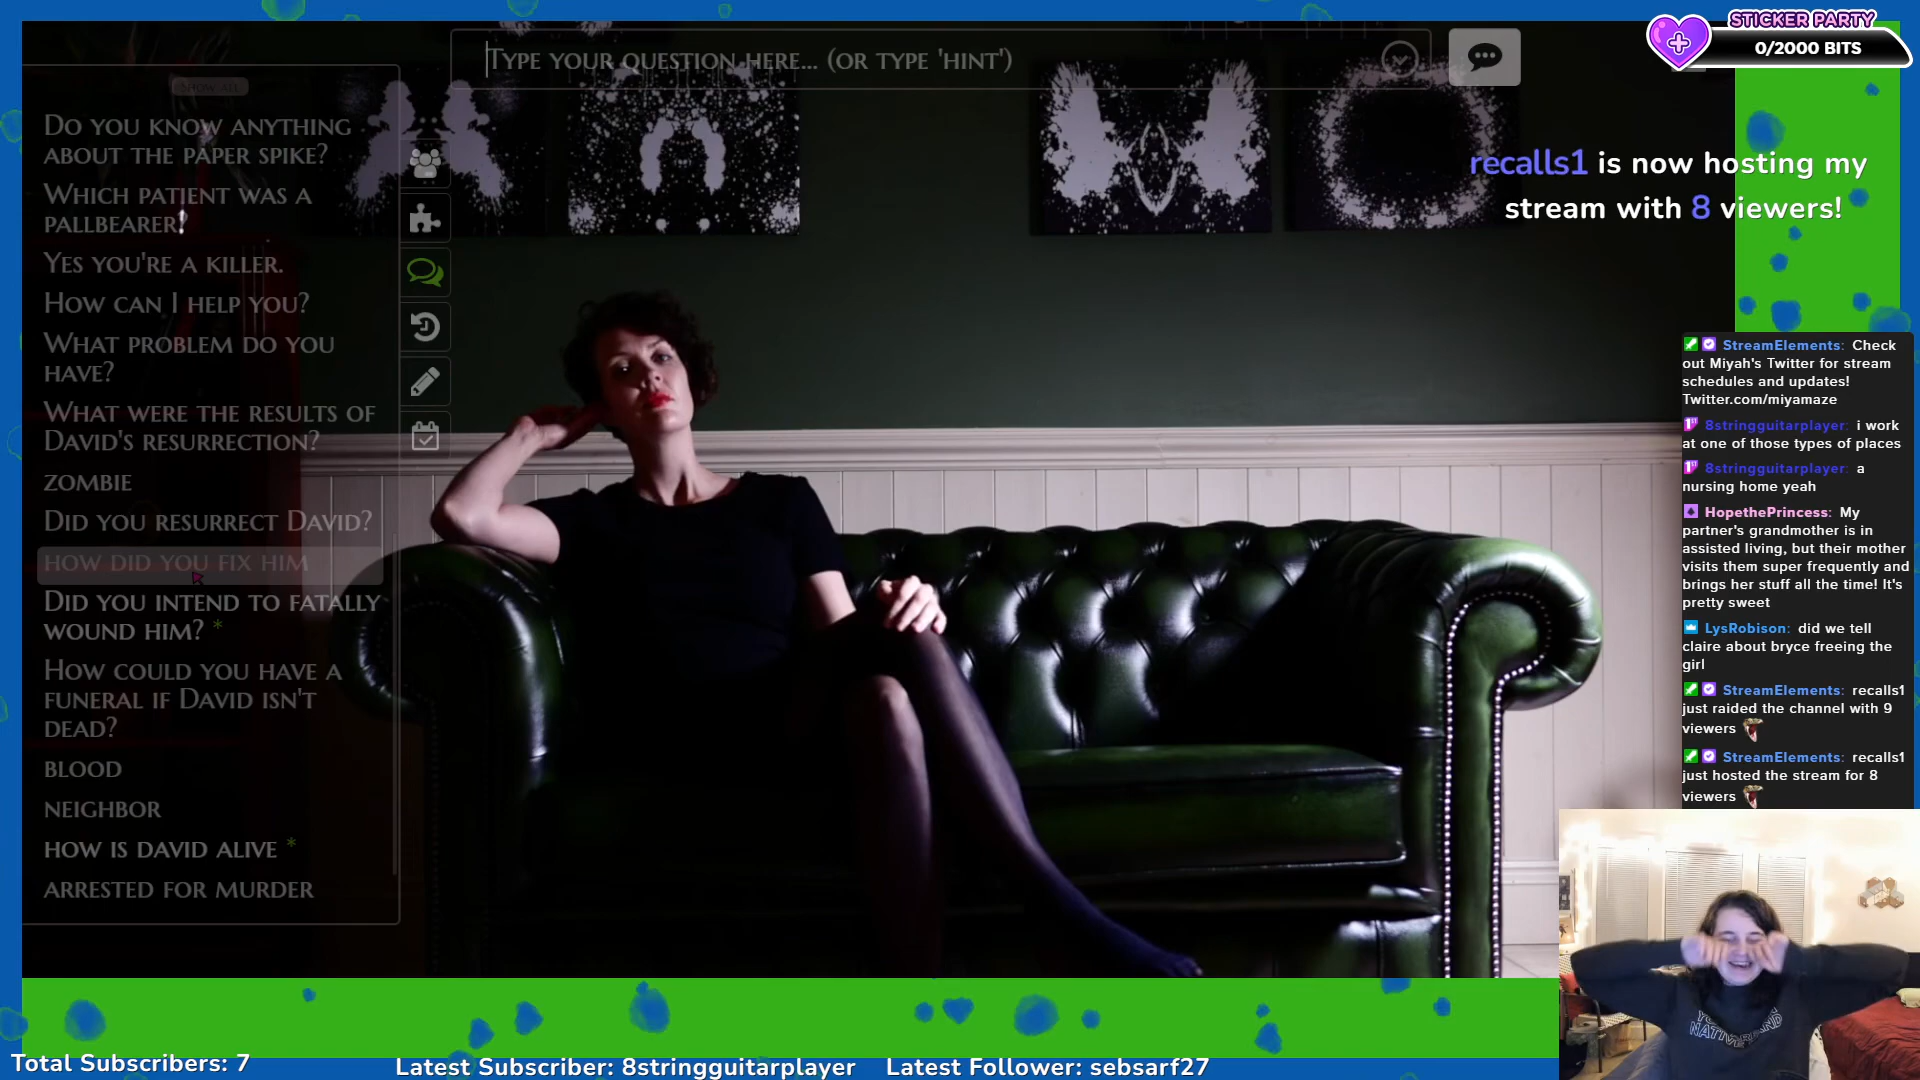 STICKER PARTY
0/2000 BITS
Type your question here... (or type 'hint')
SHOW ALL
Do you know anything
about the paper spike?
Which patient was a
pallbearer?
Yes you're a killer.
How can I help you?
What problem do you
have?
What were the results of
David's resurrection?
zombie
Did you resurrect David?
how did you fix him
Did you intend to fatally
wound him? *
How could you have a
funeral if David isn't
dead?
blood
neighbor
how is david alive *
arrested for murder
recalls1 is now hosting my
stream with 8 viewers!
StreamElements: Check
out Miyah's Twitter for stream
schedules and updates!
Twitter.com/miyamaze
8stringguitarplayer: i work
at one of those types of places
8stringguitarplayer: a
nursing home yeah
HopethePrincess: My
partner's grandmother is in
assisted living, but their mother
visits them super frequently and
brings her stuff all the time! It's
pretty sweet
LysRobison: did we tell
claire about bryce freeing the
girl
StreamElements: recalls1
just raided the channel with 9
viewers
StreamElements: recalls1
just hosted the stream for 8
viewers
Total Subscribers: 7
Latest Subscriber: 8stringguitarplayer
Latest Follower: sebsarf27